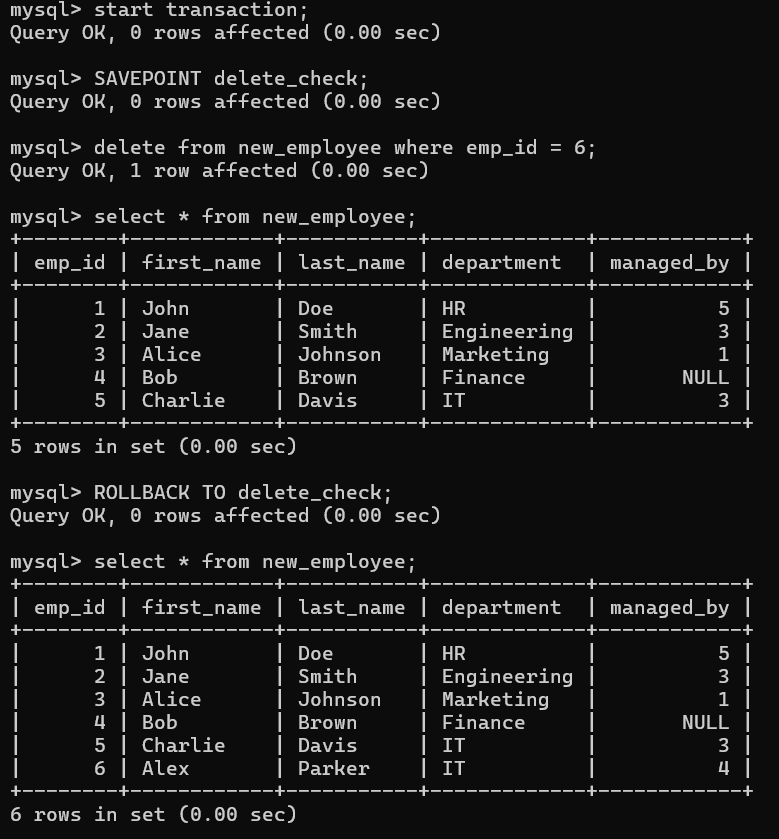 mysql> start transaction;
Query OK, 0 rows affected (0.00 sec)

mysql> SAVEPOINT delete_check;
Query OK, 0 rows affected (0.00 sec)

mysql> delete from new_employee where emp_id = 6;
Query OK, 1 row affected (0.00 sec)

mysql> select * from new_employee;
+--------+------------+-----------+-------------+------------+
| emp_id | first_name | last_name | department  | managed_by |
+--------+------------+-----------+-------------+------------+
|      1 | John       | Doe       | HR          |          5 |
|      2 | Jane       | Smith     | Engineering |          3 |
|      3 | Alice      | Johnson   | Marketing   |          1 |
|      4 | Bob        | Brown     | Finance     |       NULL |
|      5 | Charlie    | Davis     | IT          |          3 |
+--------+------------+-----------+-------------+------------+
5 rows in set (0.00 sec)

mysql> ROLLBACK TO delete_check;
Query OK, 0 rows affected (0.00 sec)

mysql> select * from new_employee;
+--------+------------+-----------+-------------+------------+
| emp_id | first_name | last_name | department  | managed_by |
+--------+------------+-----------+-------------+------------+
|      1 | John       | Doe       | HR          |          5 |
|      2 | Jane       | Smith     | Engineering |          3 |
|      3 | Alice      | Johnson   | Marketing   |          1 |
|      4 | Bob        | Brown     | Finance     |       NULL |
|      5 | Charlie    | Davis     | IT          |          3 |
|      6 | Alex       | Parker    | IT          |          4 |
+--------+------------+-----------+-------------+------------+
6 rows in set (0.00 sec)